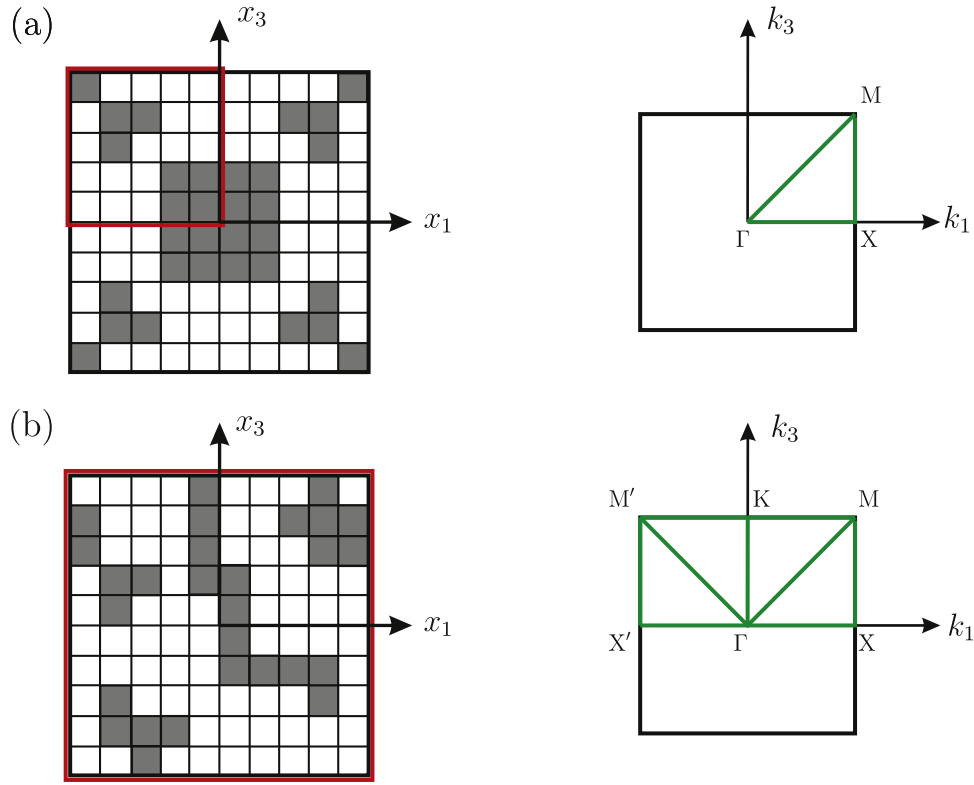 (a)
x₃
x₁
k₃
M
Γ
X
k₁
(b)
x₃
x₁
k₃
M′
K
M
X′
Γ
X
k₁